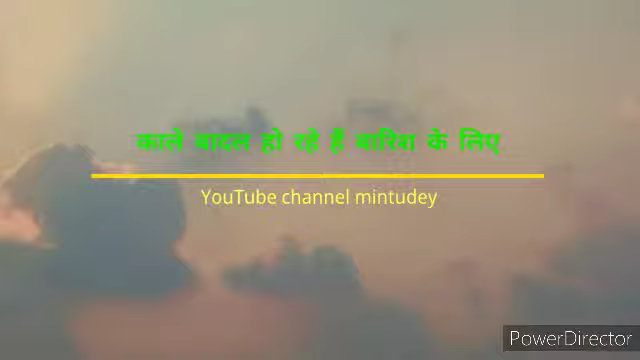 काले बादल हो रहे हैं बारिश के लिए
YouTube channel mintudey
PowerDirector